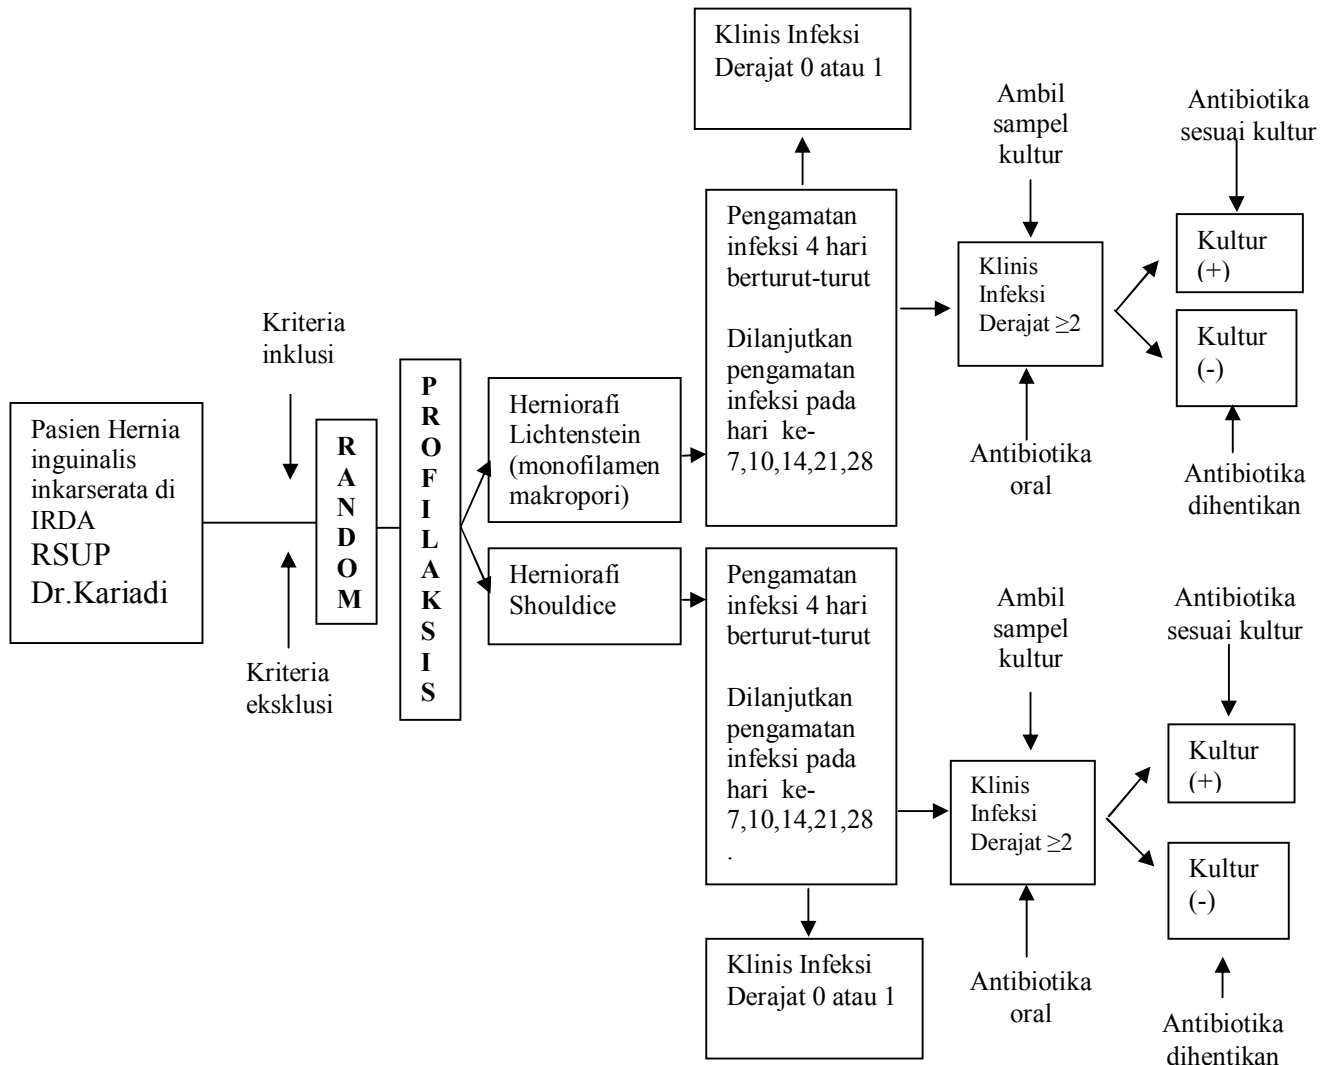 Pasien Hernia
inguinalis
inkarserata di
IRDA
RSUP
Dr.Kariadi
Kriteria
inklusi
Kriteria
eksklusi
R
A
N
D
O
M
P
R
O
F
I
L
A
K
S
I
S
Herniorafi
Lichtenstein
(monofilamen
makropori)
Herniorafi
Shouldice
Klinis Infeksi
Derajat 0 atau 1
Pengamatan
infeksi 4 hari
berturut-turut
Dilanjutkan
pengamatan
infeksi pada
hari ke-
7,10,14,21,28
Ambil
sampel
kultur
Klinis
Infeksi
Derajat ≥2
Antibiotika
oral
Antibiotika
sesuai kultur
Kultur
(+)
Kultur
(-)
Antibiotika
dihentikan
Pengamatan
infeksi 4 hari
berturut-turut
Dilanjutkan
pengamatan
infeksi pada
hari ke-
7,10,14,21,28
.
Klinis Infeksi
Derajat 0 atau 1
Ambil
sampel
kultur
Klinis
Infeksi
Derajat ≥2
Antibiotika
oral
Antibiotika
sesuai kultur
Kultur
(+)
Kultur
(-)
Antibiotika
dihentikan